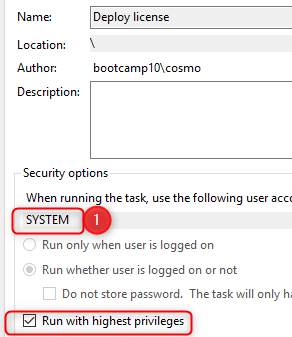 Name: Deploy license
Location: \
Author: bootcamp10\cosmo
Description:
Security options
When running the task, use the following user acco
SYSTEM 1
Run only when user is logged on
Run whether user is logged on or not
Do not store password. The task will only ha
Run with highest privileges